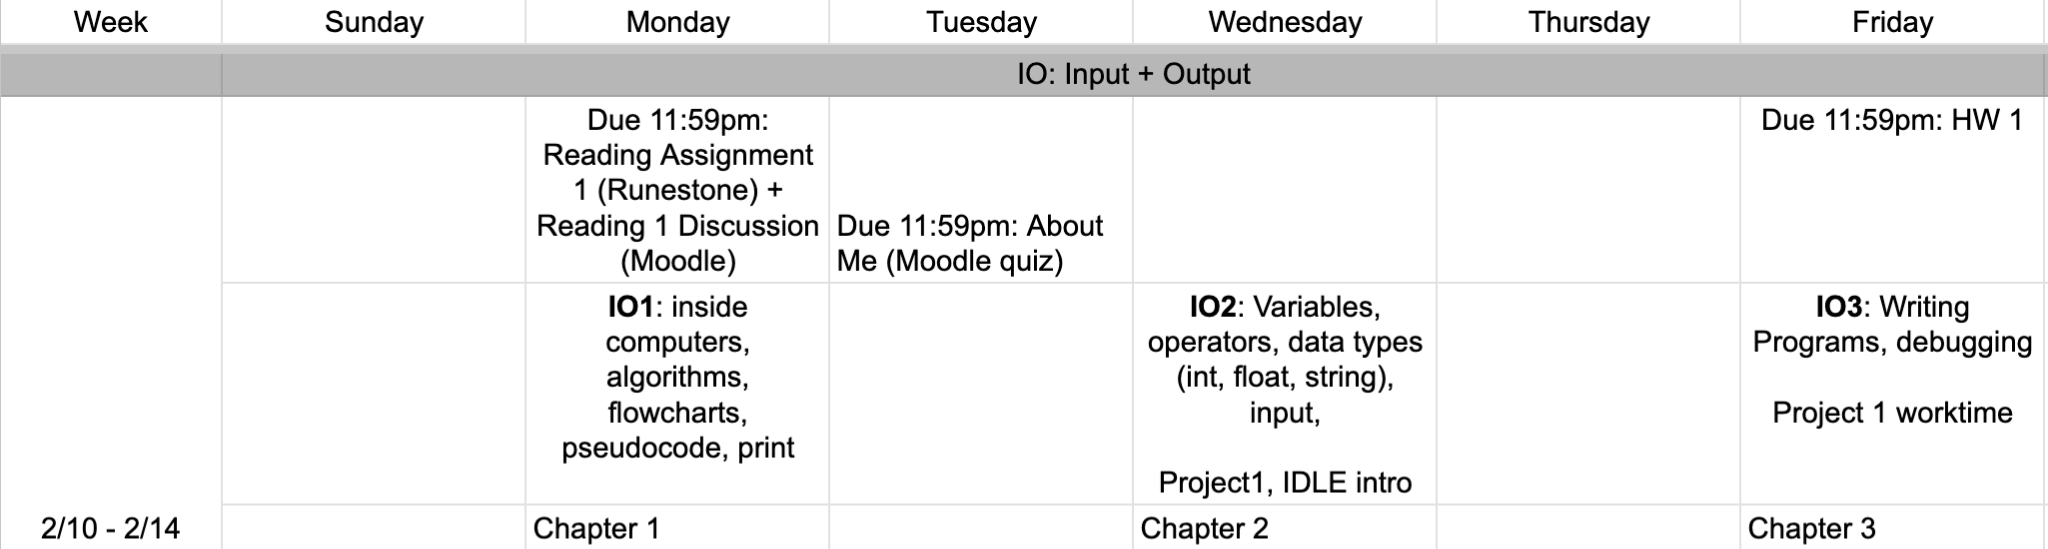 Week Sunday Monday Tuesday Wednesday Thursday Friday
IO: Input + Output
Due 11:59pm:
Reading Assignment
1 (Runestone) +
Reading 1 Discussion
(Moodle)
Due 11:59pm: About
Me (Moodle quiz)
Due 11:59pm: HW 1
IO1: inside
computers,
algorithms,
flowcharts,
pseudocode, print
IO2: Variables,
operators, data types
(int, float, string),
input,
Project1, IDLE intro
IO3: Writing
Programs, debugging
Project 1 worktime
2/10 - 2/14 Chapter 1 Chapter 2 Chapter 3